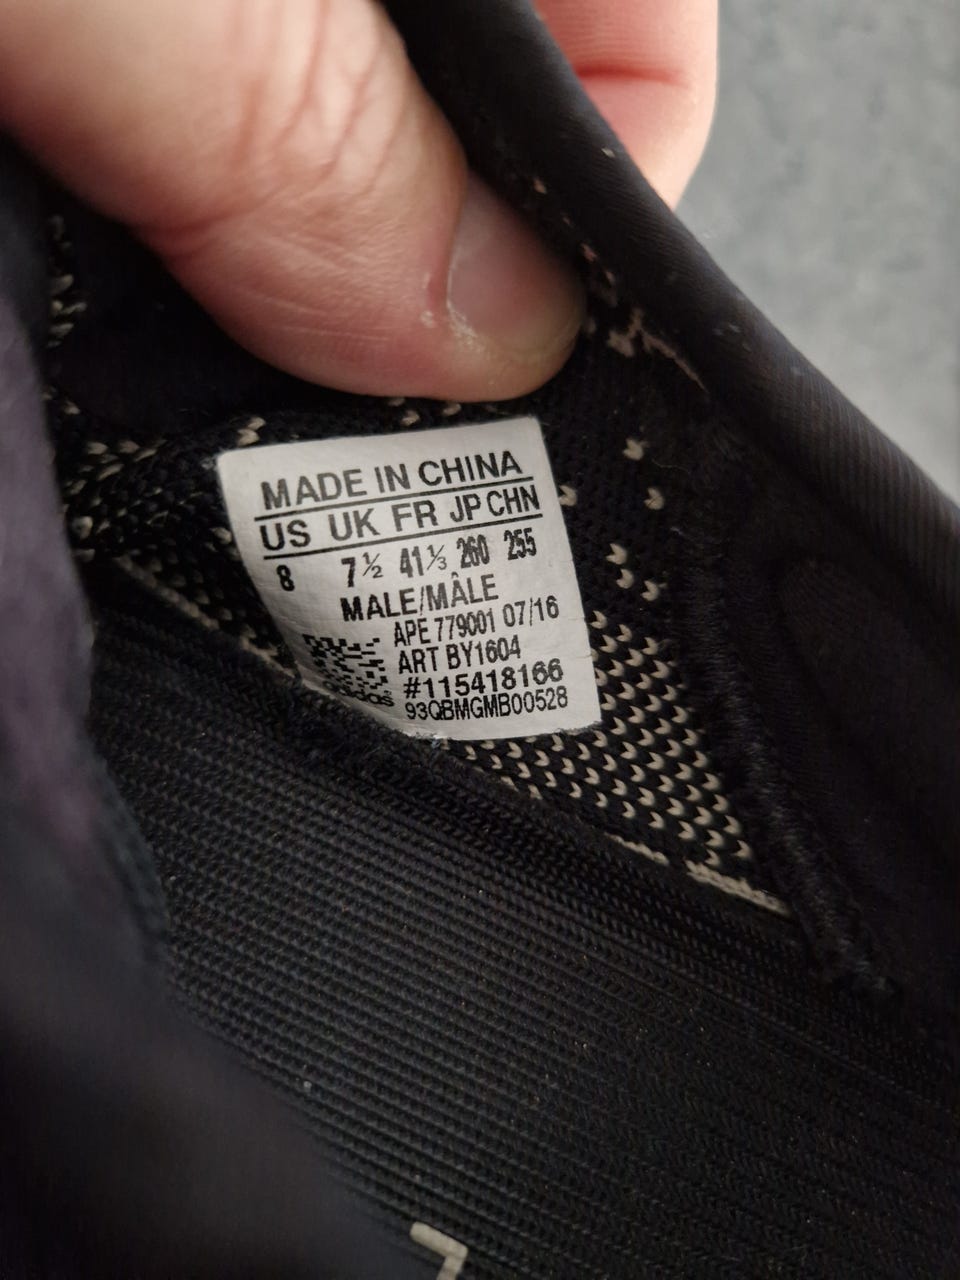 MADE IN CHINA
US UK FR JP CHN
8 7½ 41⅓ 260 255
MALE/MÂLE
APE 779001 07/16
ART BY1604
#115418166
adidas 93QBMGMB00528